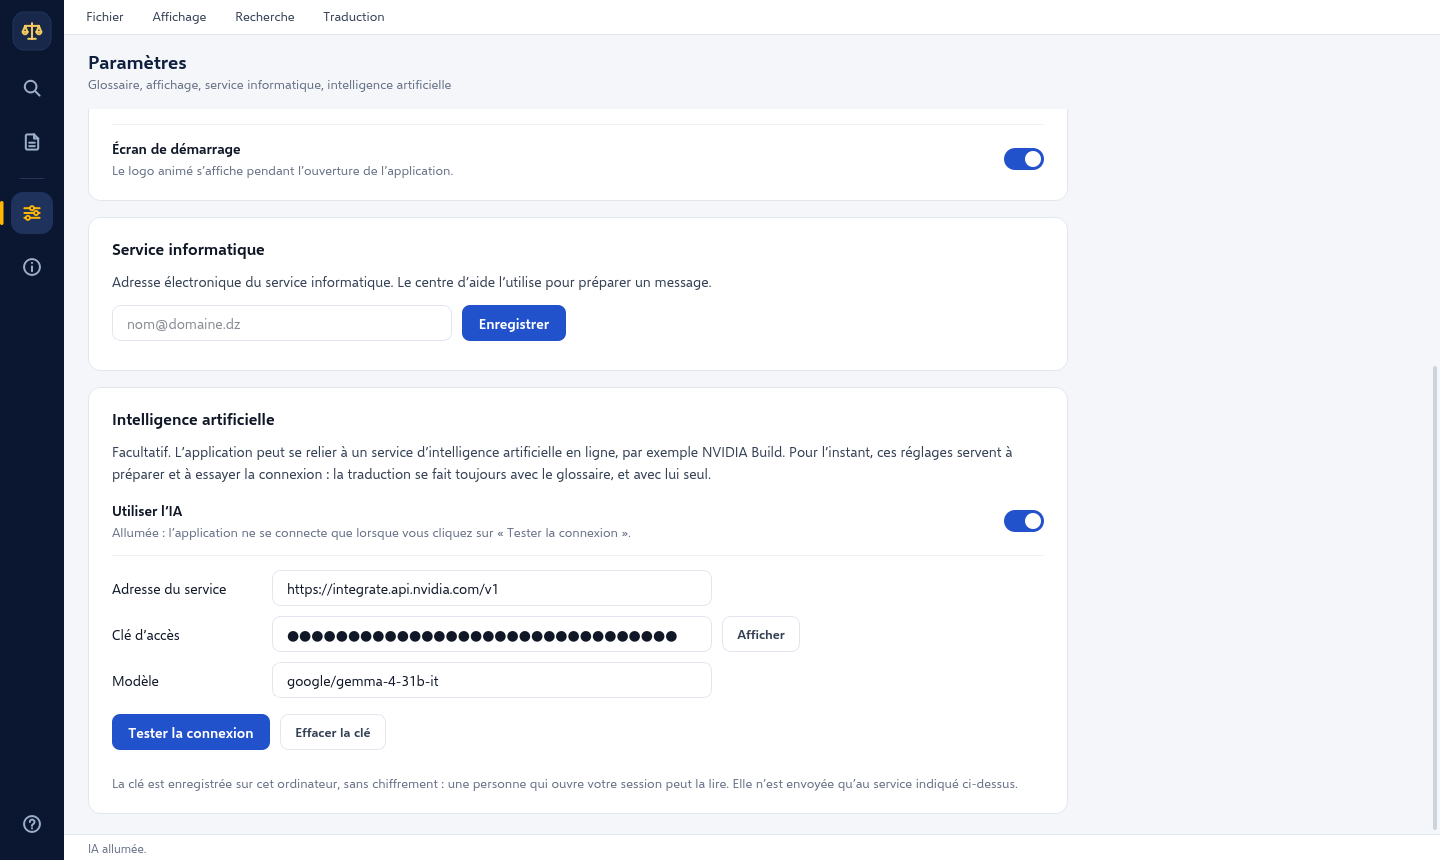 Fichier Affichage Recherche Traduction
Paramètres
Glossaire, affichage, service informatique, intelligence artificielle
Écran de démarrage
Le logo animé s’affiche pendant l’ouverture de l’application.
Service informatique
Adresse électronique du service informatique. Le centre d’aide l’utilise pour préparer un message.
nom@domaine.dz Enregistrer
Intelligence artificielle
Facultatif. L’application peut se relier à un service d’intelligence artificielle en ligne, par exemple NVIDIA Build. Pour l’instant, ces réglages servent à
préparer et à essayer la connexion : la traduction se fait toujours avec le glossaire, et avec lui seul.
Utiliser l’IA
Allumée : l’application ne se connecte que lorsque vous cliquez sur « Tester la connexion ».
Adresse du service https://integrate.api.nvidia.com/v1
Clé d’accès ●●●●●●●●●●●●●●●●●●●●●●●●●●●●●●●● Afficher
Modèle google/gemma-4-31b-it
Tester la connexion Effacer la clé
La clé est enregistrée sur cet ordinateur, sans chiffrement : une personne qui ouvre votre session peut la lire. Elle n’est envoyée qu’au service indiqué ci-dessus.
IA allumée.